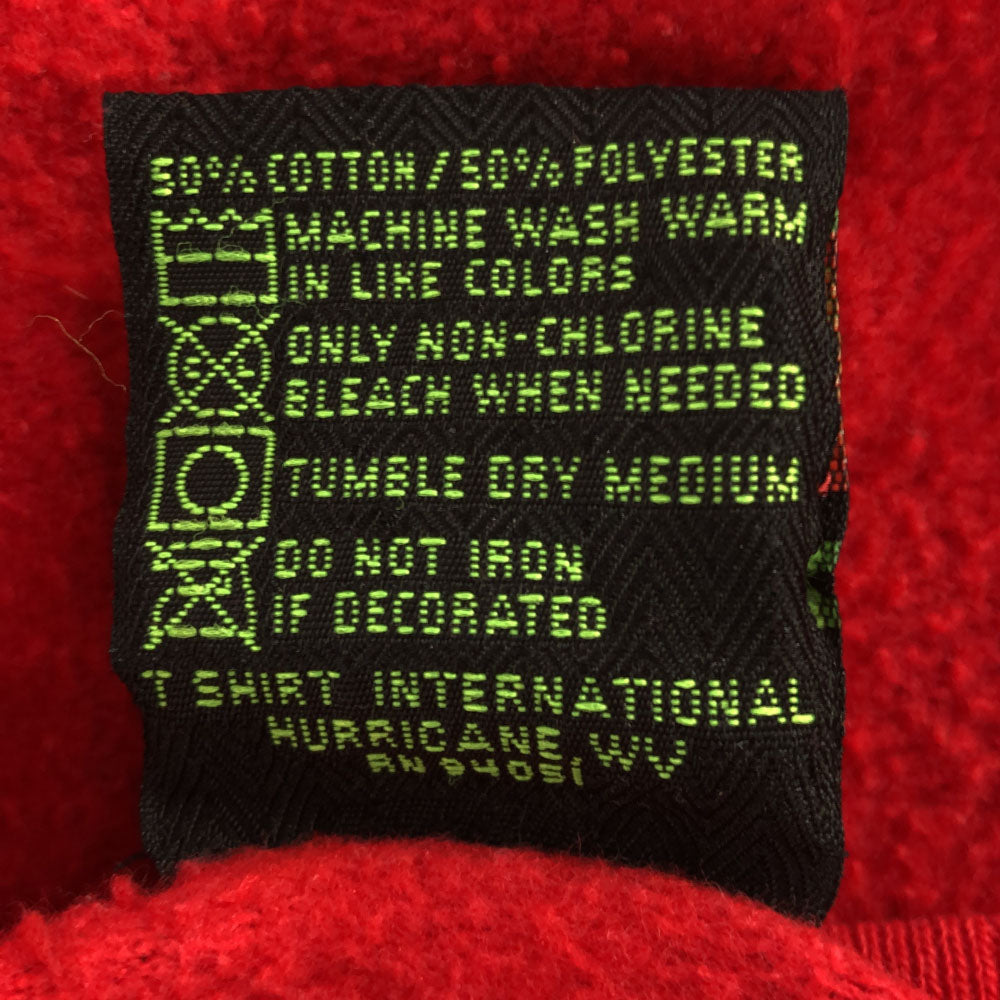 50% COTTON / 50% POLYESTER
MACHINE WASH WARM
IN LIKE COLORS
ONLY NON-CHLORINE
BLEACH WHEN NEEDED
TUMBLE DRY MEDIUM
DO NOT IRON
IF DECORATED
T SHIRT INTERNATIONAL
HURRICANE, WV
RN 94051